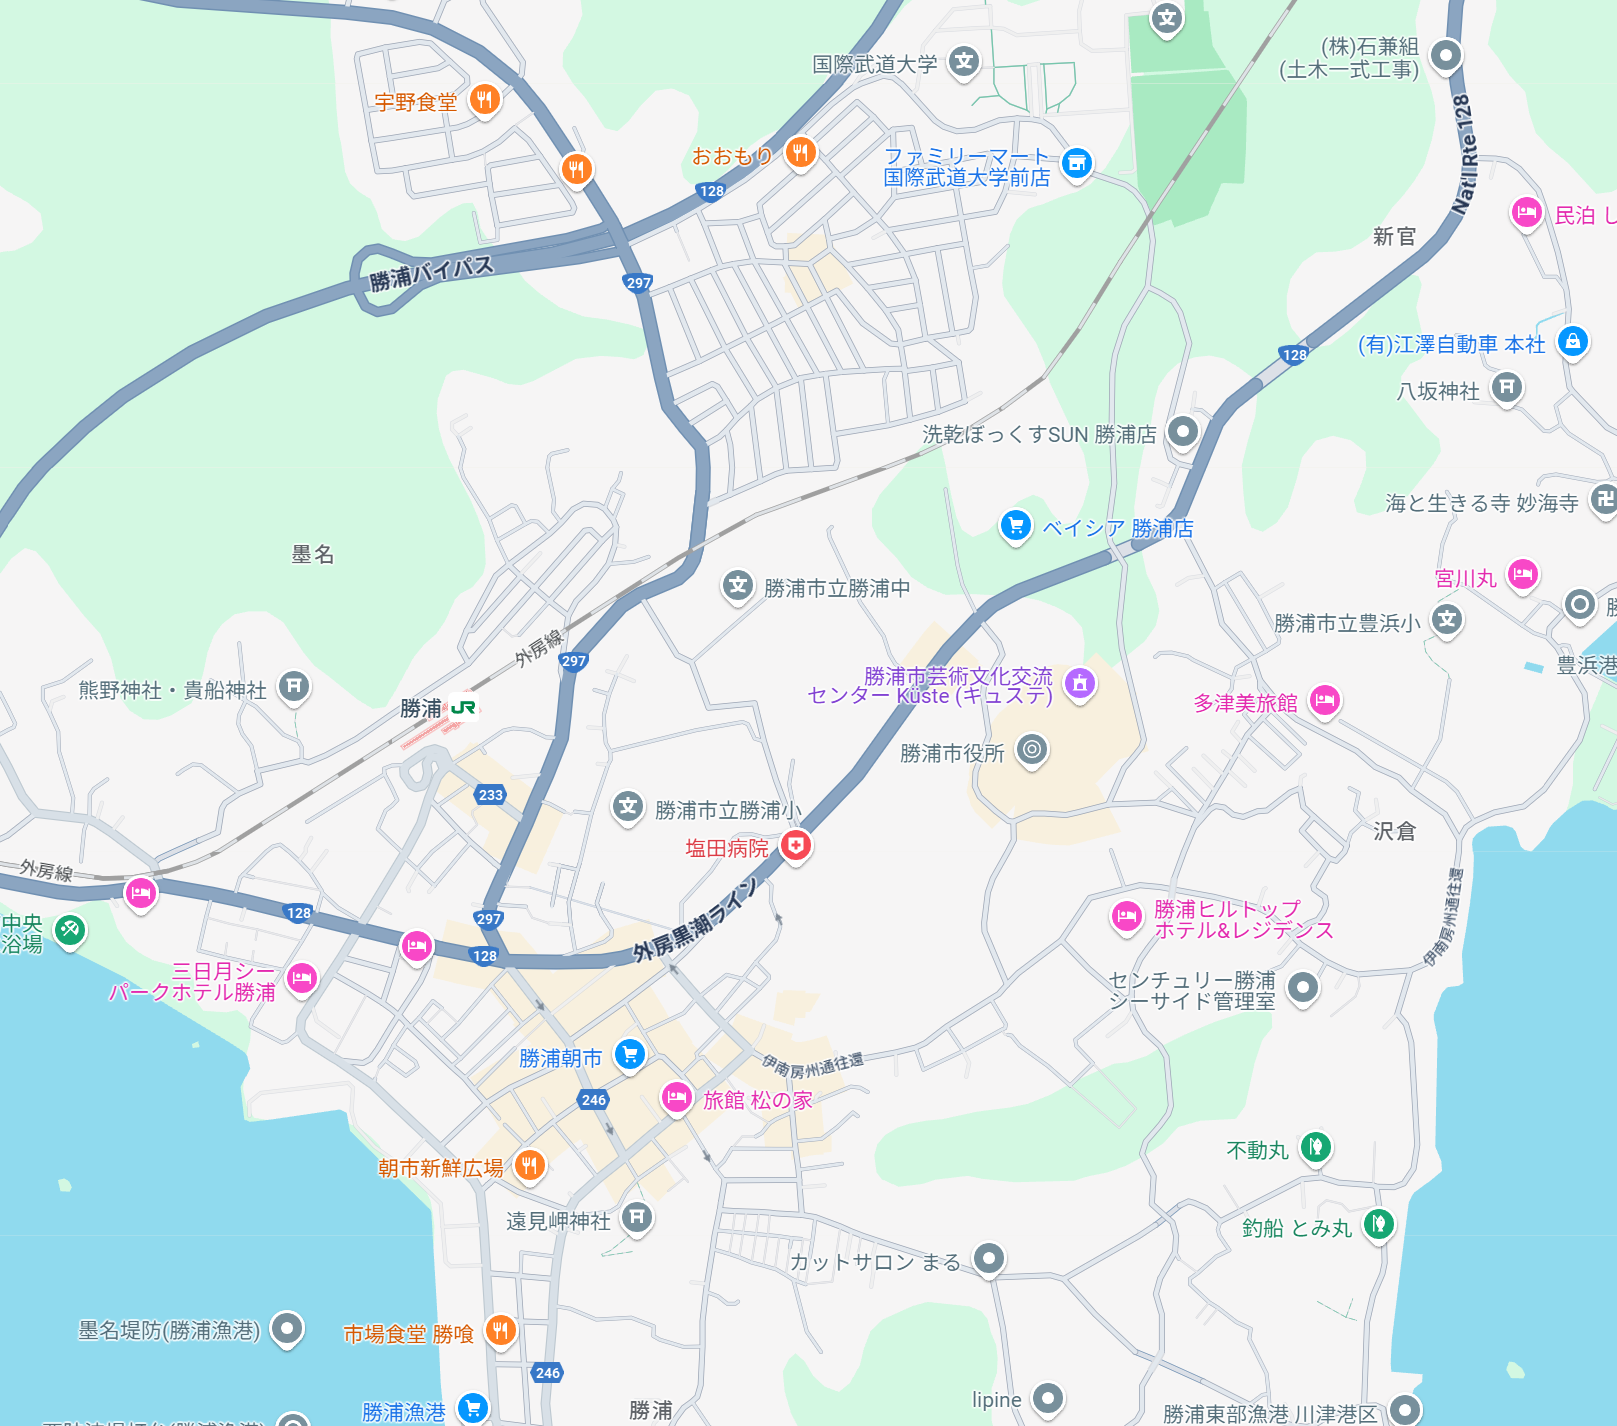 国際武道大学
(株)石兼組
(土木一式工事)
宇野食堂
Nat'l Rte 128
おおもり
ファミリーマート
国際武道大学前店
128
民泊 し
新官
勝浦バイパス
297
128
(有)江澤自動車 本社
八坂神社
洗乾ぼっくすSUN 勝浦店
海と生きる寺 妙海寺
ベイシア 勝浦店
墨名
勝浦市立勝浦中
宮川丸
勝浦市立豊浜小
外房線
297
豊浜港
熊野神社・貴船神社
勝浦
JR
勝浦市芸術文化交流
センター Küste (キュステ)
多津美旅館
勝浦市役所
233
勝浦市立勝浦小
沢倉
塩田病院
外房線
128
297
128
外房黒潮ライン
勝浦ヒルトップ
ホテル&レジデンス
伊南房州通往還
中央
浴場
三日月シー
パークホテル勝浦
センチュリー勝浦
シーサイド管理室
勝浦朝市
伊南房州通往還
246
旅館 松の家
不動丸
朝市新鮮広場
遠見岬神社
釣船 とみ丸
カットサロン まる
墨名堤防(勝浦漁港)
市場食堂 勝喰
246
勝浦漁港
勝浦
lipine
勝浦東部漁港 川津港区